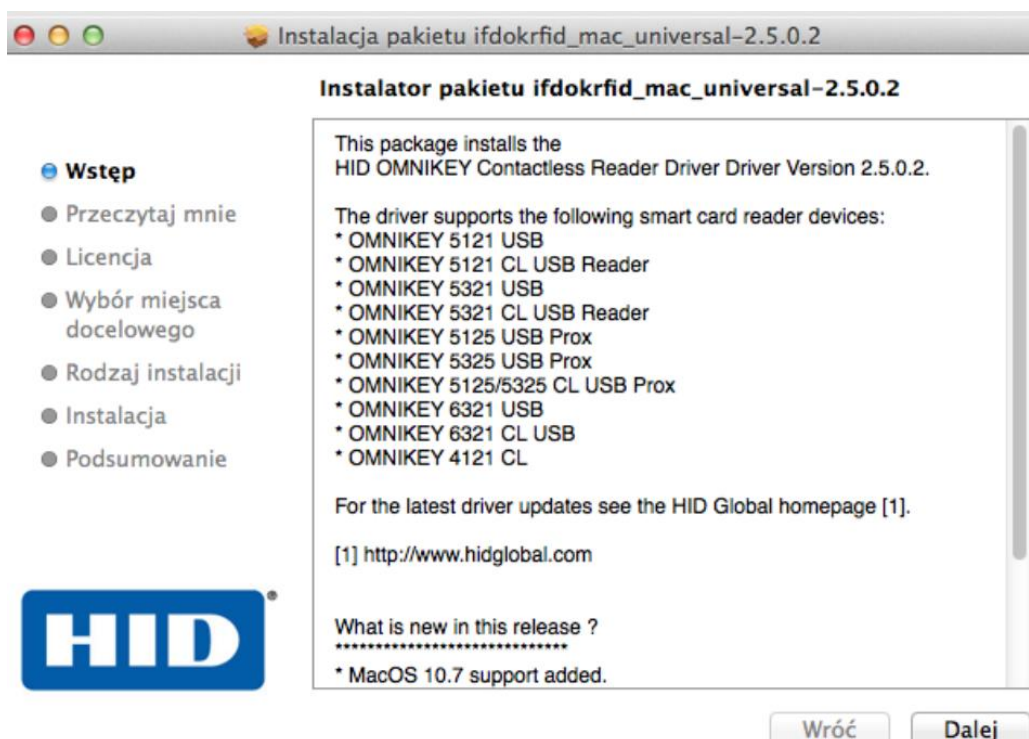 Instalacja pakietu ifdokrfid_mac_universal-2.5.0.2
Instalator pakietu ifdokrfid_mac_universal-2.5.0.2
Wstęp
Przeczytaj mnie
Licencja
Wybór miejsca
docelowego
Rodzaj instalacji
Instalacja
Podsumowanie
This package installs the
HID OMNIKEY Contactless Reader Driver Driver Version 2.5.0.2.
The driver supports the following smart card reader devices:
* OMNIKEY 5121 USB
* OMNIKEY 5121 CL USB Reader
* OMNIKEY 5321 USB
* OMNIKEY 5321 CL USB Reader
* OMNIKEY 5125 USB Prox
* OMNIKEY 5325 USB Prox
* OMNIKEY 5125/5325 CL USB Prox
* OMNIKEY 6321 USB
* OMNIKEY 6321 CL USB
* OMNIKEY 4121 CL
For the latest driver updates see the HID Global homepage [1].
[1] http://www.hidglobal.com
What is new in this release ?
*****************************
* MacOS 10.7 support added.
HID®
Wróć
Dalej